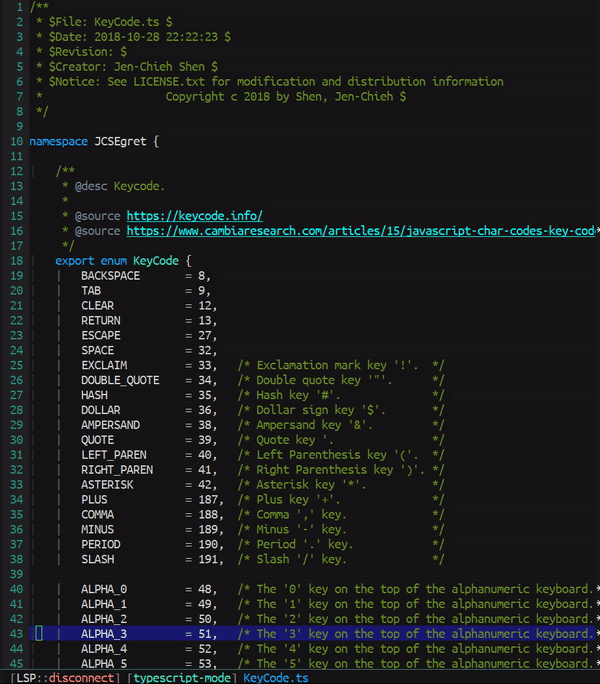 1 /**
2  * $File: KeyCode.ts $
3  * $Date: 2018-10-28 22:22:23 $
4  * $Revision: $
5  * $Creator: Jen-Chieh Shen $
6  * $Notice: See LICENSE.txt for modification and distribution information
7  *                   Copyright c 2018 by Shen, Jen-Chieh $
8  */
9
10 namespace JCSEgret {
11
12     /**
13      * @desc Keycode.
14      *
15      * @source https://keycode.info/
16      * @source https://www.cambiaresearch.com/articles/15/javascript-char-codes-key-cod*
17      */
18     export enum KeyCode {
19     |   BACKSPACE       = 8,
20     |   TAB             = 9,
21     |   CLEAR           = 12,
22     |   RETURN          = 13,
23     |   ESCAPE          = 27,
24     |   SPACE           = 32,
25     |   EXCLAIM         = 33,   /* Exclamation mark key '!'.  */
26     |   DOUBLE_QUOTE    = 34,   /* Double quote key '"'.      */
27     |   HASH            = 35,   /* Hash key '#'.              */
28     |   DOLLAR          = 36,   /* Dollar sign key '$'.       */
29     |   AMPERSAND       = 38,   /* Ampersand key '&'.         */
30     |   QUOTE           = 39,   /* Quote key '.               */
31     |   LEFT_PAREN      = 40,   /* Left Parenthesis key '('.  */
32     |   RIGHT_PAREN     = 41,   /* Right Parenthesis key ')'. */
33     |   ASTERISK        = 42,   /* Asterisk key '*'.          */
34     |   PLUS            = 187,  /* Plus key '+'.              */
35     |   COMMA           = 188,  /* Comma ',' key.             */
36     |   MINUS           = 189,  /* Minus '-' key.             */
37     |   PERIOD          = 190,  /* Period '.' key.            */
38     |   SLASH           = 191,  /* Slash '/' key.             */
39
40     |   ALPHA_0         = 48,   /* The '0' key on the top of the alphanumeric keyboard.*
41     |   ALPHA_1         = 49,   /* The '1' key on the top of the alphanumeric keyboard.*
42     |   ALPHA_2         = 50,   /* The '2' key on the top of the alphanumeric keyboard.*
43     |   ALPHA_3         = 51,   /* The '3' key on the top of the alphanumeric keyboard.*
44     |   ALPHA_4         = 52,   /* The '4' key on the top of the alphanumeric keyboard.*
45     |   ALPHA_5         = 53,   /* The '5' key on the top of the alphanumeric keyboard.*
[LSP::disconnect] [typescript-mode] KeyCode.ts